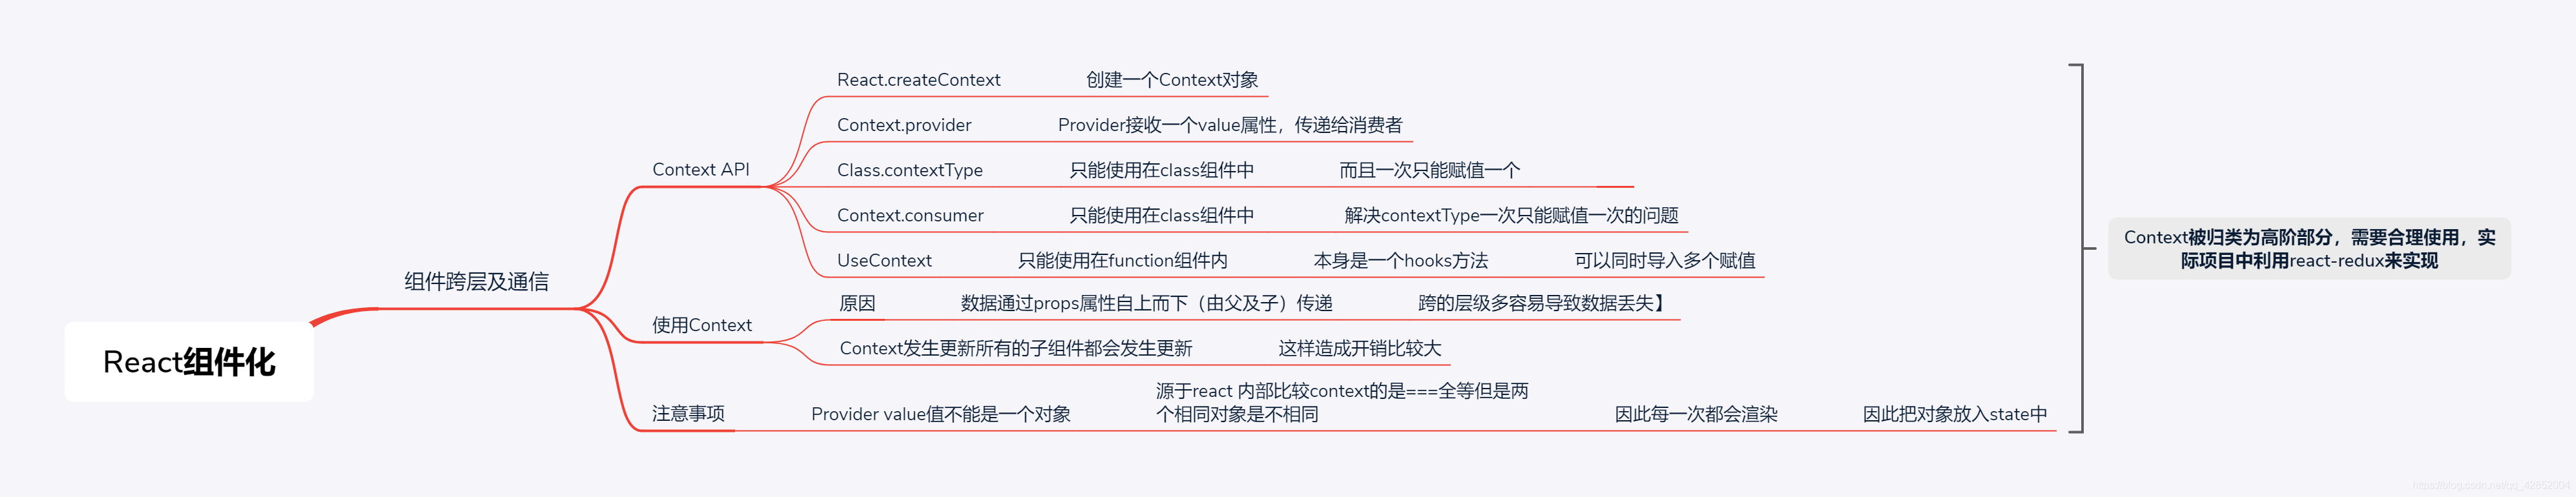 React组件化
组件跨层及通信
Context API
React.createContext
创建一个Context对象
Context.provider
Provider接收一个value属性，传递给消费者
Class.contextType
只能使用在class组件中
而且一次只能赋值一个
Context.consumer
只能使用在class组件中
解决contextType一次只能赋值一次的问题
UseContext
只能使用在function组件内
本身是一个hooks方法
可以同时导入多个赋值
使用Context
原因
数据通过props属性自上而下（由父及子）传递
跨的层级多容易导致数据丢失】
Context发生更新所有的子组件都会发生更新
这样造成开销比较大
注意事项
Provider value值不能是一个对象
源于react 内部比较context的是===全等但是两
个相同对象是不相同
因此每一次都会渲染
因此把对象放入state中
Context被归类为高阶部分，需要合理使用，实
际项目中利用react-redux来实现
https://blog.csdn.net/qq_42852004